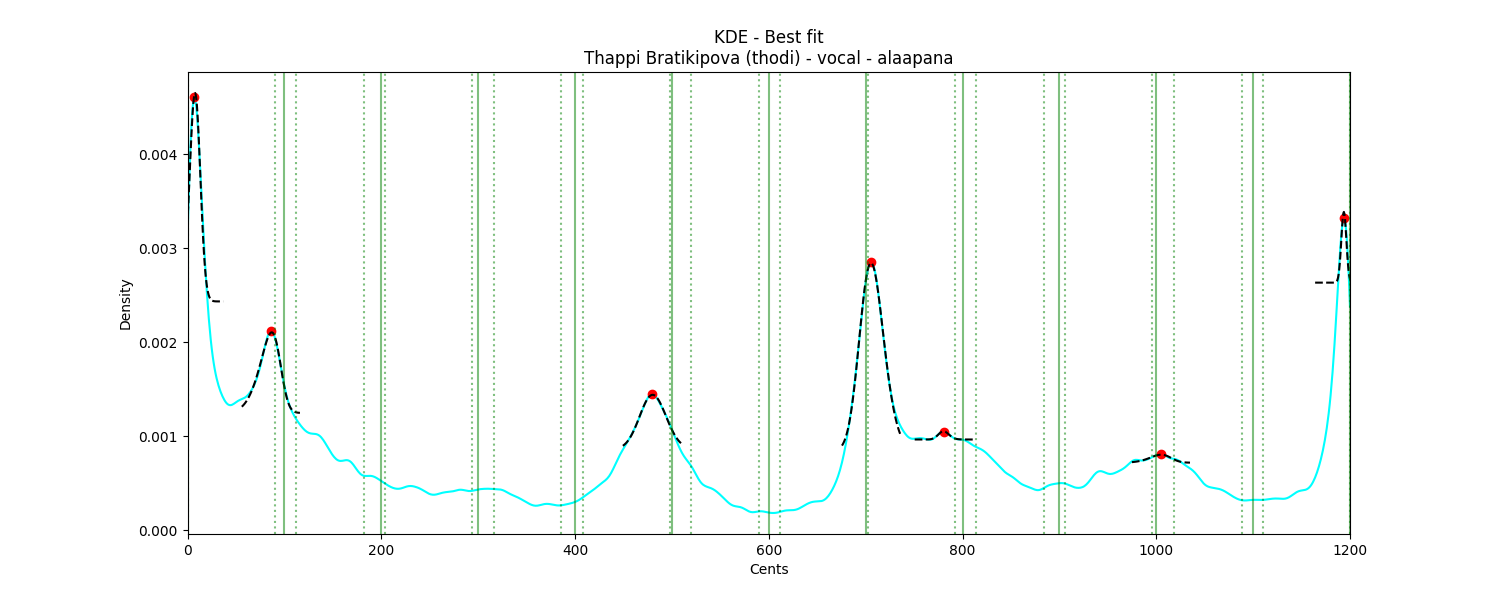 KDE - Best fit
Thappi Bratikipova (thodi) - vocal - alaapana
Density
0.004
0.003
0.002
0.001
0.000
0 200 400 600 800 1000 1200
Cents